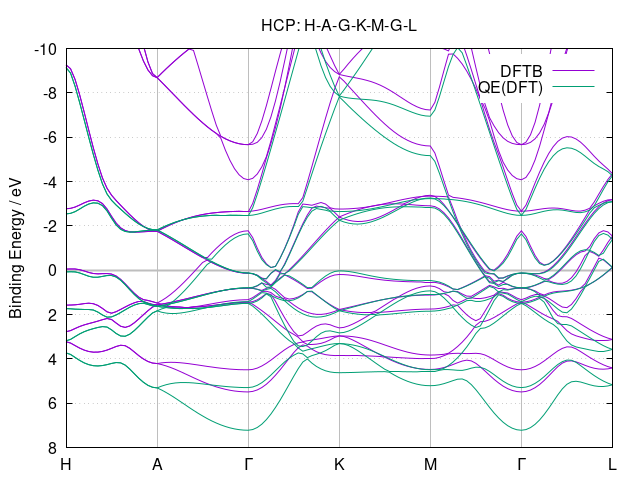 HCP: H-A-G-K-M-G-L
-10
DFTB
QE(DFT)
-8
-6
-4
-2
0
2
4
6
8
Binding Energy / eV
H A Γ K M Γ L